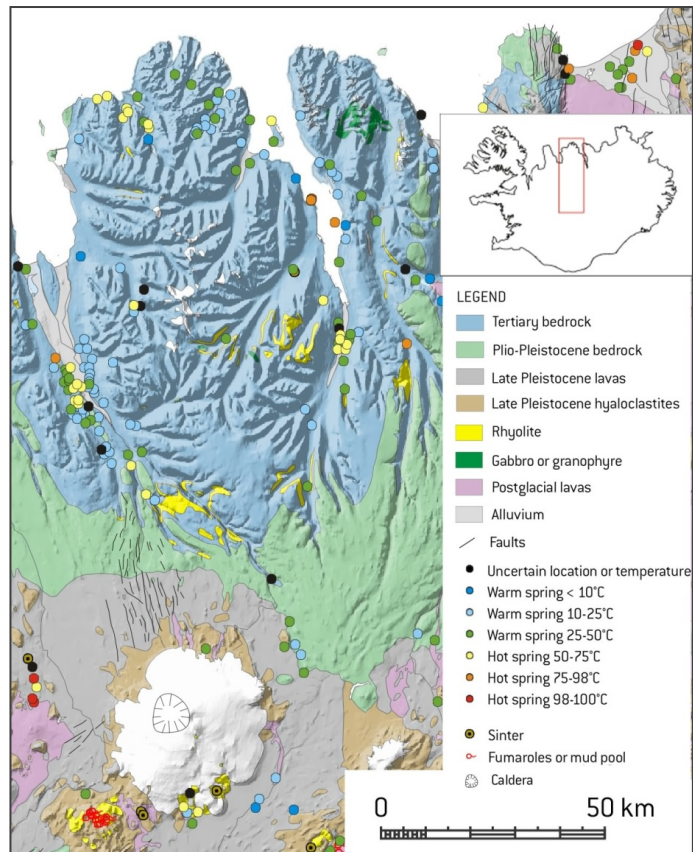 LEGEND
Tertiary bedrock
Plio-Pleistocene bedrock
Late Pleistocene lavas
Late Pleistocene hyaloclastites
Rhyolite
Gabbro or granophyre
Postglacial lavas
Alluvium
Faults
Uncertain location or temperature
Warm spring < 10°C
Warm spring 10-25°C
Warm spring 25-50°C
Hot spring 50-75°C
Hot spring 75-98°C
Hot spring 98-100°C
Sinter
Fumaroles or mud pool
Caldera
0 50 km